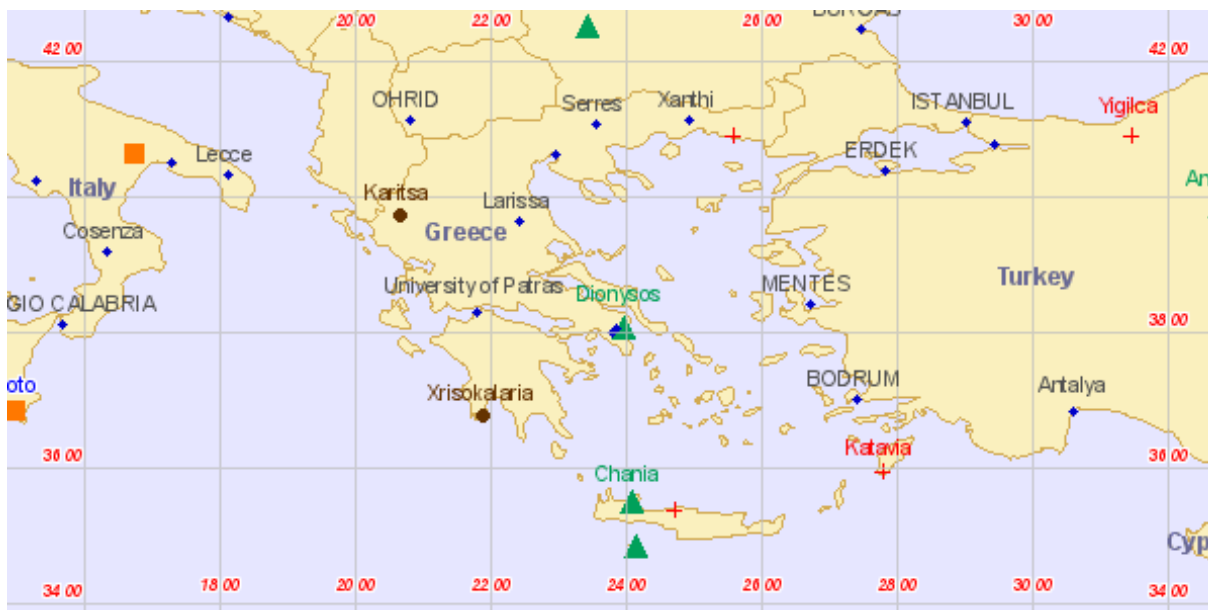 20 00
22 00
26 00
30 00
42 00
42 00
OHRID
Serres
Xanthi
ISTANBUL
Yigilca
Lecce
ERDEK
Italy
Karitsa
Larissa
Greece
Cosenza
Turkey
University of Patras
Dionysos
MENTES
GIO CALABRIA
38 00
oto
Xrisokalaria
BODRUM
Antalya
Katavia
36 00
36 00
Chania
Cyp
18 00
20 00
22 00
24 00
26 00
28 00
30 00
34 00
34 00
34 00